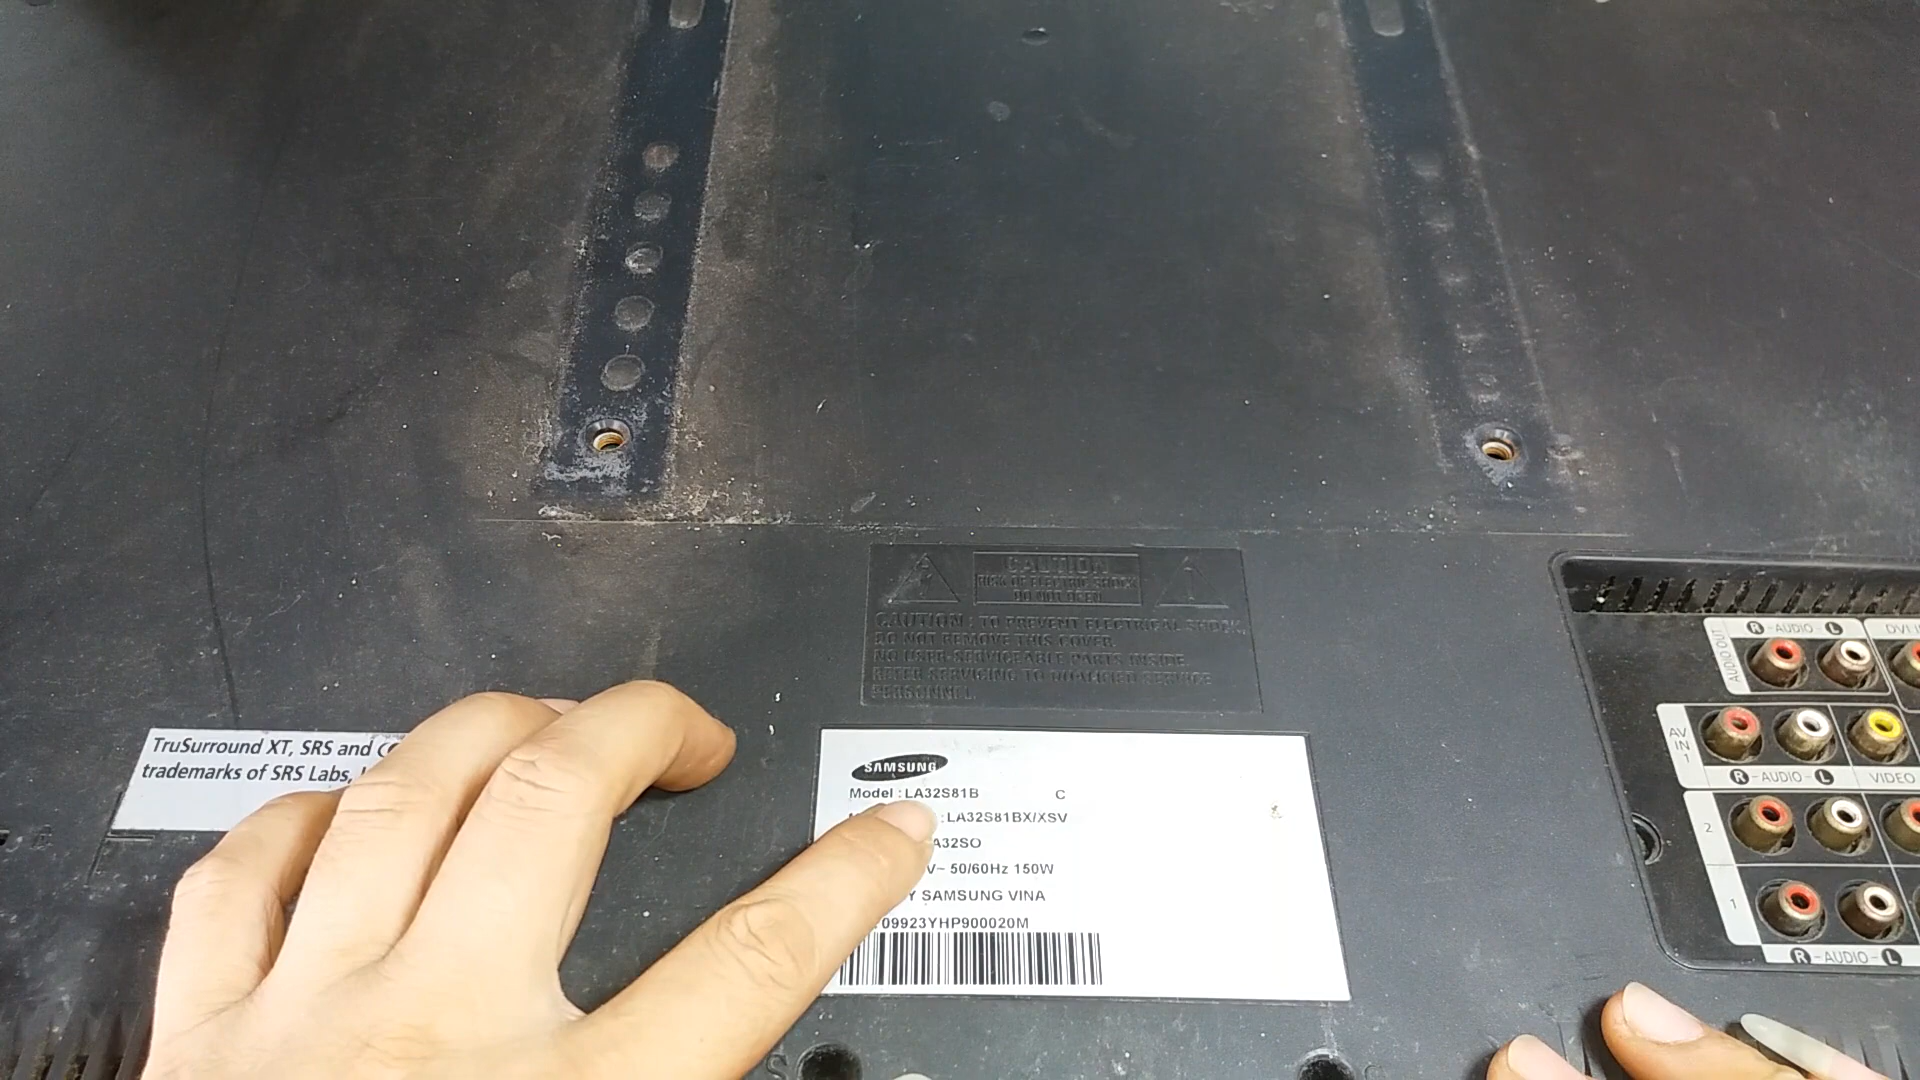 CAUTION
RISK OF ELECTRIC SHOCK
DO NOT OPEN
CAUTION : TO PREVENT ELECTRICAL SHOCK,
DO NOT REMOVE THIS COVER.
NO USER-SERVICEABLE PARTS INSIDE.
REFER SERVICING TO QUALIFIED SERVICE
PERSONNEL.
TruSurround XT, SRS and
trademarks of SRS Labs,
SAMSUNG
Model : LA32S81B C
: LA32S81BX/XSV
A32SO
V~ 50/60Hz 150W
Y SAMSUNG VINA
09923YHP900020M
R - AUDIO - L
DVI I
AUDIO OUT
AV IN 1
R - AUDIO - L VIDEO
2
1
R - AUDIO - L